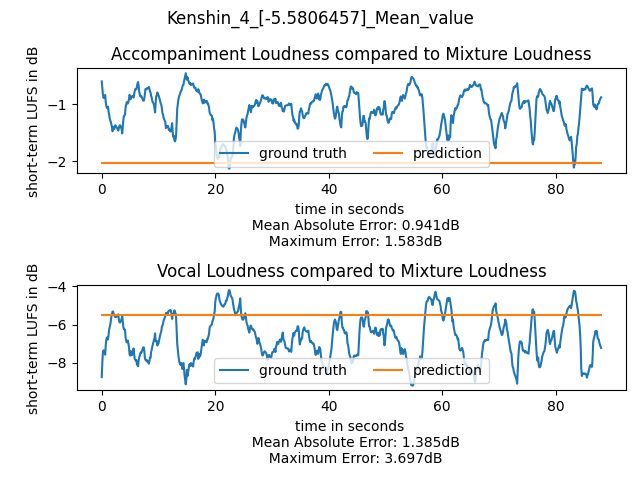 Kenshin_4_[-5.5806457]_Mean_value
Accompaniment Loudness compared to Mixture Loudness
short-term LUFS in dB
−1
−2
ground truth prediction
0 20 40 60 80
time in seconds
Mean Absolute Error: 0.941dB
Maximum Error: 1.583dB
Vocal Loudness compared to Mixture Loudness
short-term LUFS in dB
−4
−6
−8
ground truth prediction
0 20 40 60 80
time in seconds
Mean Absolute Error: 1.385dB
Maximum Error: 3.697dB